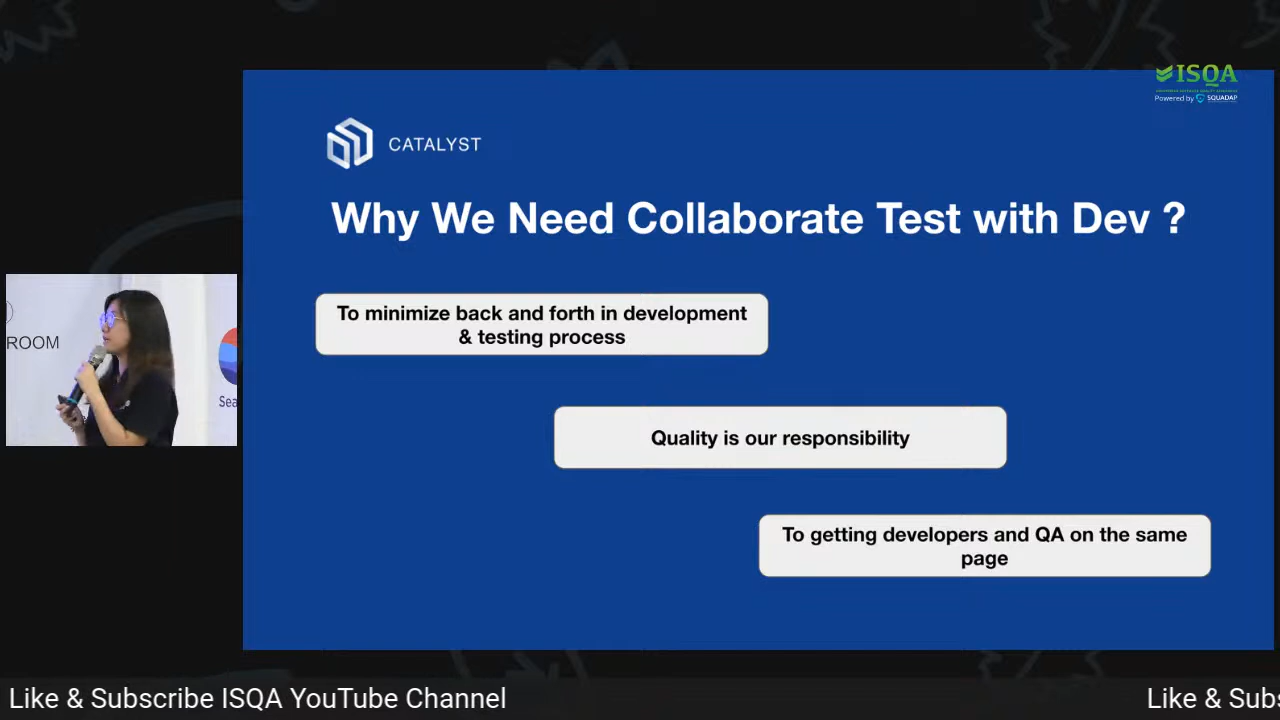 ISQA
Powered by SQUADAP
CATALYST
Why We Need Collaborate Test with Dev ?
To minimize back and forth in development
& testing process
Quality is our responsibility
To getting developers and QA on the same
page
ROOM
Sea
Like & Subscribe ISQA YouTube Channel
Like & Subs